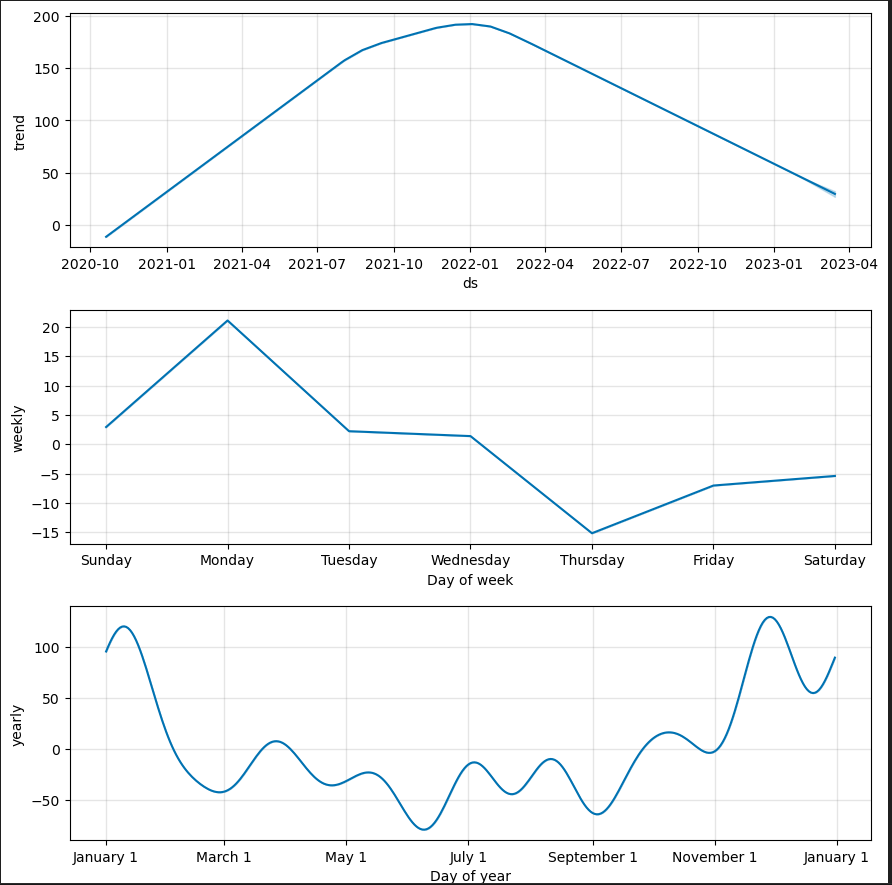 200
150
100
50
0
trend
2020-10 2021-01 2021-04 2021-07 2021-10 2022-01 2022-04 2022-07 2022-10 2023-01 2023-04
ds
20
15
10
5
0
−5
−10
−15
weekly
Sunday Monday Tuesday Wednesday Thursday Friday Saturday
Day of week
100
50
0
−50
yearly
January 1 March 1 May 1 July 1 September 1 November 1 January 1
Day of year